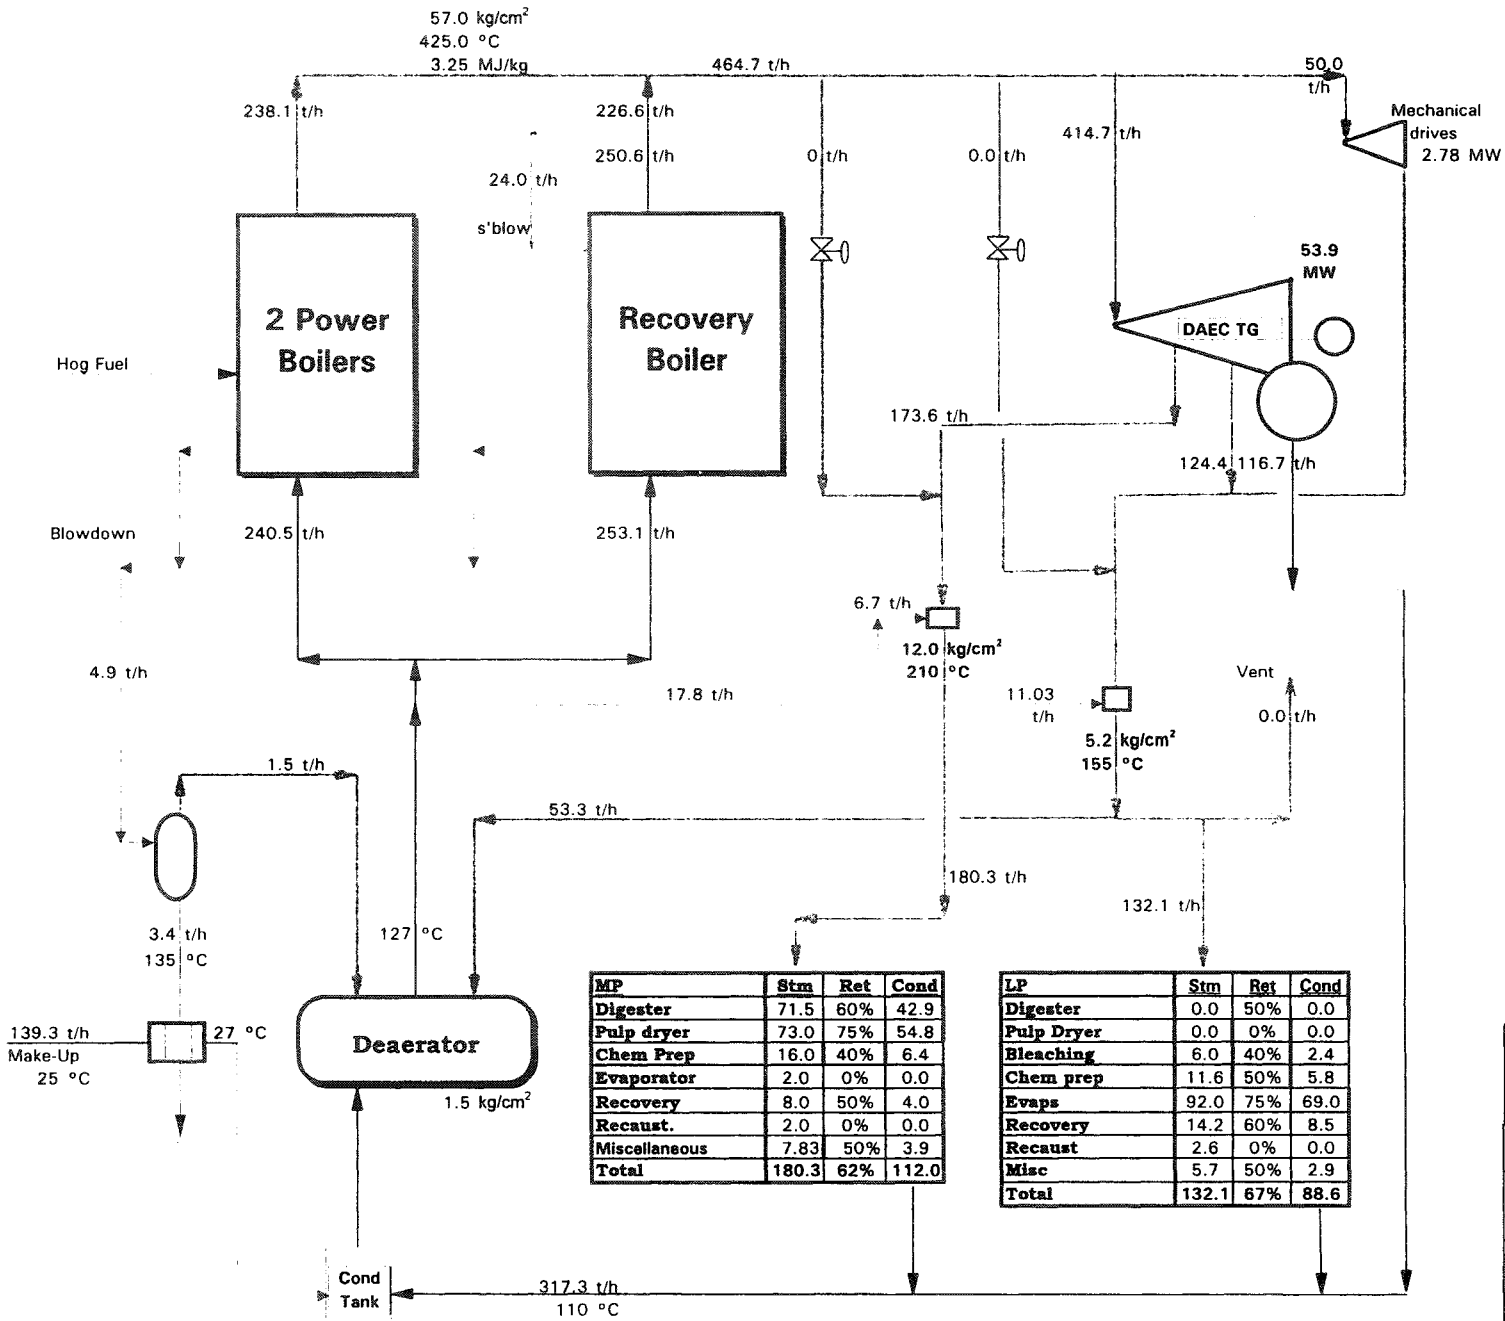 57.0 kg/cm²
425.0 °C
3.25 MJ/kg
464.7 t/h
50.0
t/h
238.1 t/h
226.6 t/h
414.7 t/h
Mechanical
drives
2.78 MW
250.6 t/h
0 t/h
0.0 t/h
24.0 t/h
s'blow
53.9
MW
2 Power
Boilers
Recovery
Boiler
DAEC TG
Hog Fuel
173.6 t/h
124.4 116.7 t/h
Blowdown
240.5 t/h
253.1 t/h
6.7 t/h
12.0 kg/cm²
210 °C
4.9 t/h
17.8 t/h
11.03
t/h
Vent
0.0 t/h
5.2 kg/cm²
155 °C
1.5 t/h
53.3 t/h
180.3 t/h
132.1 t/h
3.4 t/h
135 °C
127 °C
139.3 t/h
27 °C
Make-Up
25 °C
Deaerator
1.5 kg/cm²
MP Stm Ret Cond
Digester 71.5 60% 42.9
Pulp dryer 73.0 75% 54.8
Chem Prep 16.0 40% 6.4
Evaporator 2.0 0% 0.0
Recovery 8.0 50% 4.0
Recaust. 2.0 0% 0.0
Miscellaneous 7.83 50% 3.9
Total 180.3 62% 112.0
LP Stm Ret Cond
Digester 0.0 50% 0.0
Pulp Dryer 0.0 0% 0.0
Bleaching 6.0 40% 2.4
Chem prep 11.6 50% 5.8
Evaps 92.0 75% 69.0
Recovery 14.2 60% 8.5
Recaust 2.6 0% 0.0
Misc 5.7 50% 2.9
Total 132.1 67% 88.6
Cond
Tank
317.3 t/h
110 °C